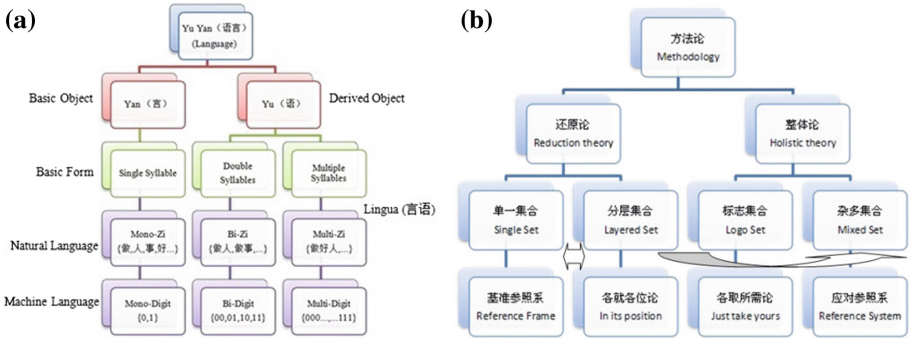 (a)
Yu Yan（语言）
(Language)
Basic Object
Yan（言）
Yu（语）
Derived Object
Basic Form
Single Syllable
Double
Syllables
Multiple
Syllables
Lingua (言语)
Natural Language
Mono-Zi
{做,人,事,好…}
Bi-Zi
{做人,做事,…}
Multi-Zi
{做好人,…}
Machine Language
Mono-Digit
{0,1}
Bi-Digit
{00,01,10,11}
Multi-Digit
{000…,…111}
(b)
方法论
Methodology
还原论
Reduction theory
整体论
Holistic theory
单一集合
Single Set
分层集合
Layered Set
标志集合
Logo Set
杂多集合
Mixed Set
基准参照系
Reference Frame
各就各位论
In its position
各取所需论
Just take yours
应对参照系
Reference System